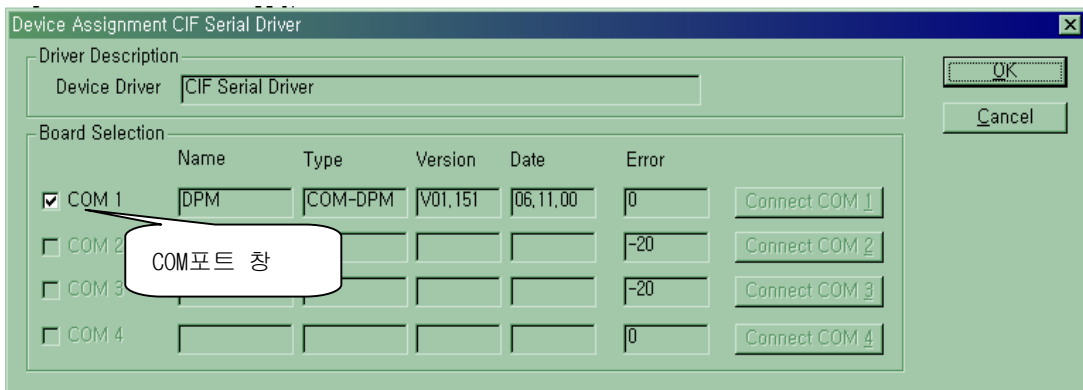 Device Assignment CIF Serial Driver
Driver Description
Device Driver CIF Serial Driver
OK
Cancel
Board Selection
Name Type Version Date Error
COM 1 DPM COM-DPM V01,151 06,11,00 0 Connect COM 1
COM 2 -20 Connect COM 2
COM포트 창
COM 3 -20 Connect COM 3
COM 4 0 Connect COM 4